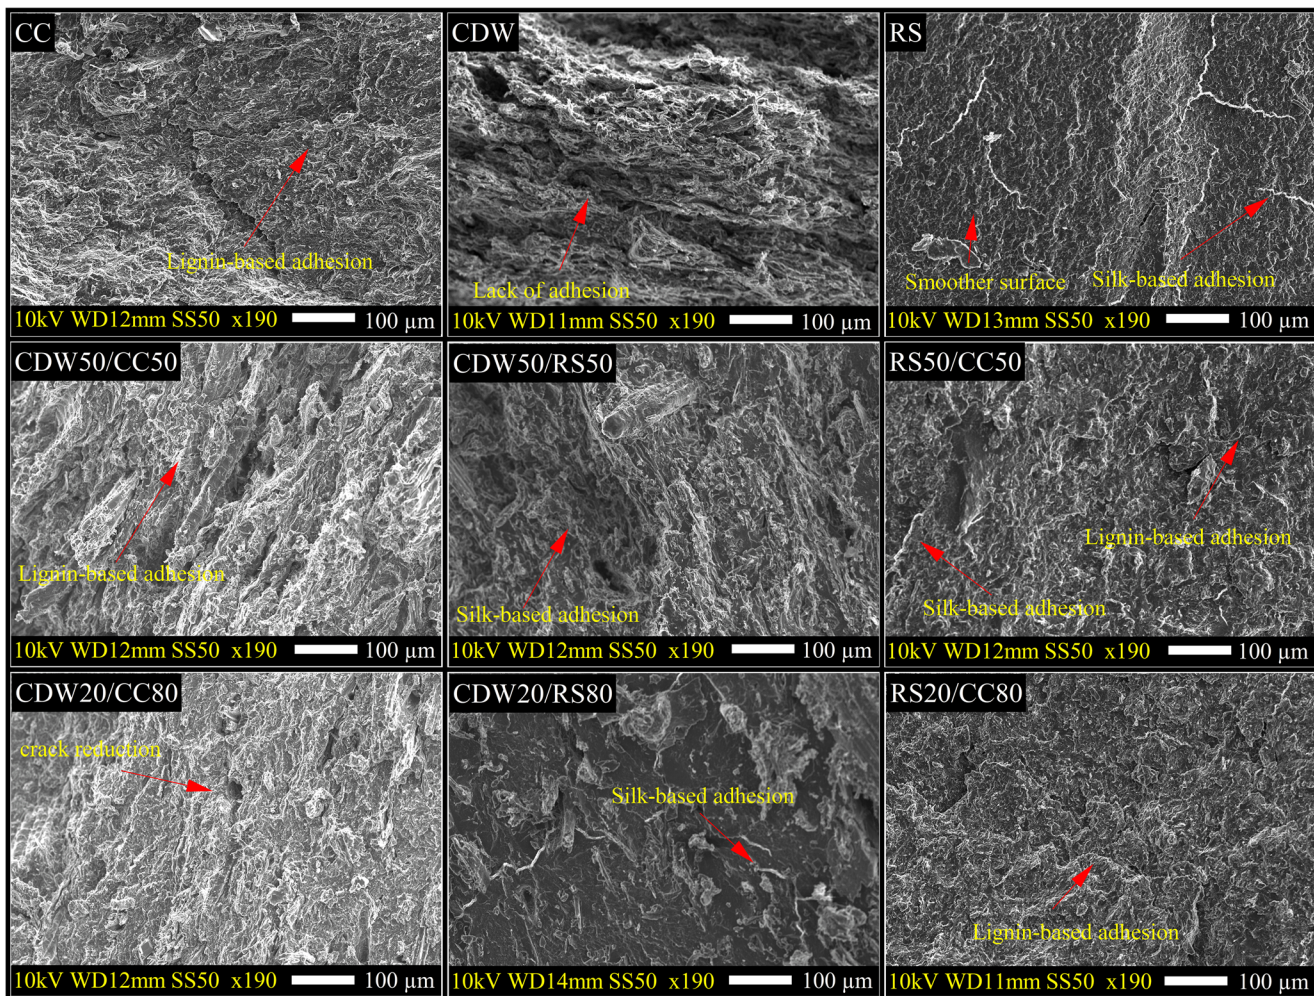 CC
Lignin-based adhesion
10kV WD12mm SS50 x190 100 µm
CDW
Lack of adhesion
10kV WD11mm SS50 x190 100 µm
RS
Smoother surface
Silk-based adhesion
10kV WD13mm SS50 x190 100 µm
CDW50/CC50
Lignin-based adhesion
10kV WD12mm SS50 x190 100 µm
CDW50/RS50
Silk-based adhesion
10kV WD12mm SS50 x190 100 µm
RS50/CC50
Lignin-based adhesion
Silk-based adhesion
10kV WD12mm SS50 x190 100 µm
CDW20/CC80
crack reduction
10kV WD12mm SS50 x190 100 µm
CDW20/RS80
Silk-based adhesion
10kV WD14mm SS50 x190 100 µm
RS20/CC80
Lignin-based adhesion
10kV WD11mm SS50 x190 100 µm